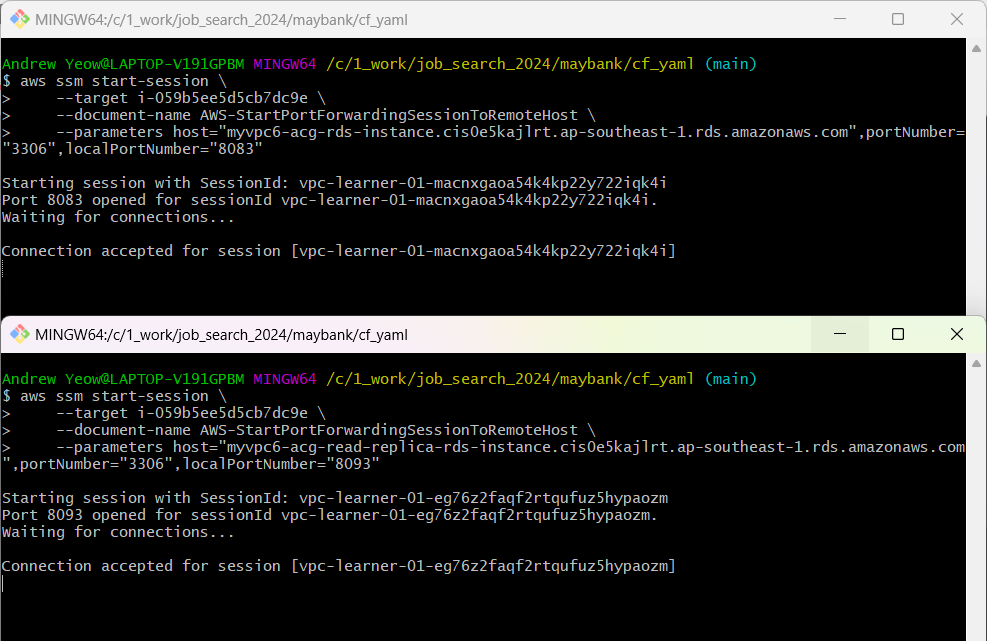 MINGW64:/c/1_work/job_search_2024/maybank/cf_yaml
Andrew Yeow@LAPTOP-V191GPBM MINGW64 /c/1_work/job_search_2024/maybank/cf_yaml (main)
$ aws ssm start-session \
>     --target i-059b5ee5d5cb7dc9e \
>     --document-name AWS-StartPortForwardingSessionToRemoteHost \
>     --parameters host="myvpc6-acg-rds-instance.cis0e5kajlrt.ap-southeast-1.rds.amazonaws.com",portNumber=
"3306",localPortNumber="8083"
Starting session with SessionId: vpc-learner-01-macnxgaoa54k4kp22y722iqk4i
Port 8083 opened for sessionId vpc-learner-01-macnxgaoa54k4kp22y722iqk4i.
Waiting for connections...
Connection accepted for session [vpc-learner-01-macnxgaoa54k4kp22y722iqk4i]
MINGW64:/c/1_work/job_search_2024/maybank/cf_yaml
Andrew Yeow@LAPTOP-V191GPBM MINGW64 /c/1_work/job_search_2024/maybank/cf_yaml (main)
$ aws ssm start-session \
>     --target i-059b5ee5d5cb7dc9e \
>     --document-name AWS-StartPortForwardingSessionToRemoteHost \
>     --parameters host="myvpc6-acg-read-replica-rds-instance.cis0e5kajlrt.ap-southeast-1.rds.amazonaws.com
",portNumber="3306",localPortNumber="8093"
Starting session with SessionId: vpc-learner-01-eg76z2faqf2rtqufuz5hypaozm
Port 8093 opened for sessionId vpc-learner-01-eg76z2faqf2rtqufuz5hypaozm.
Waiting for connections...
Connection accepted for session [vpc-learner-01-eg76z2faqf2rtqufuz5hypaozm]